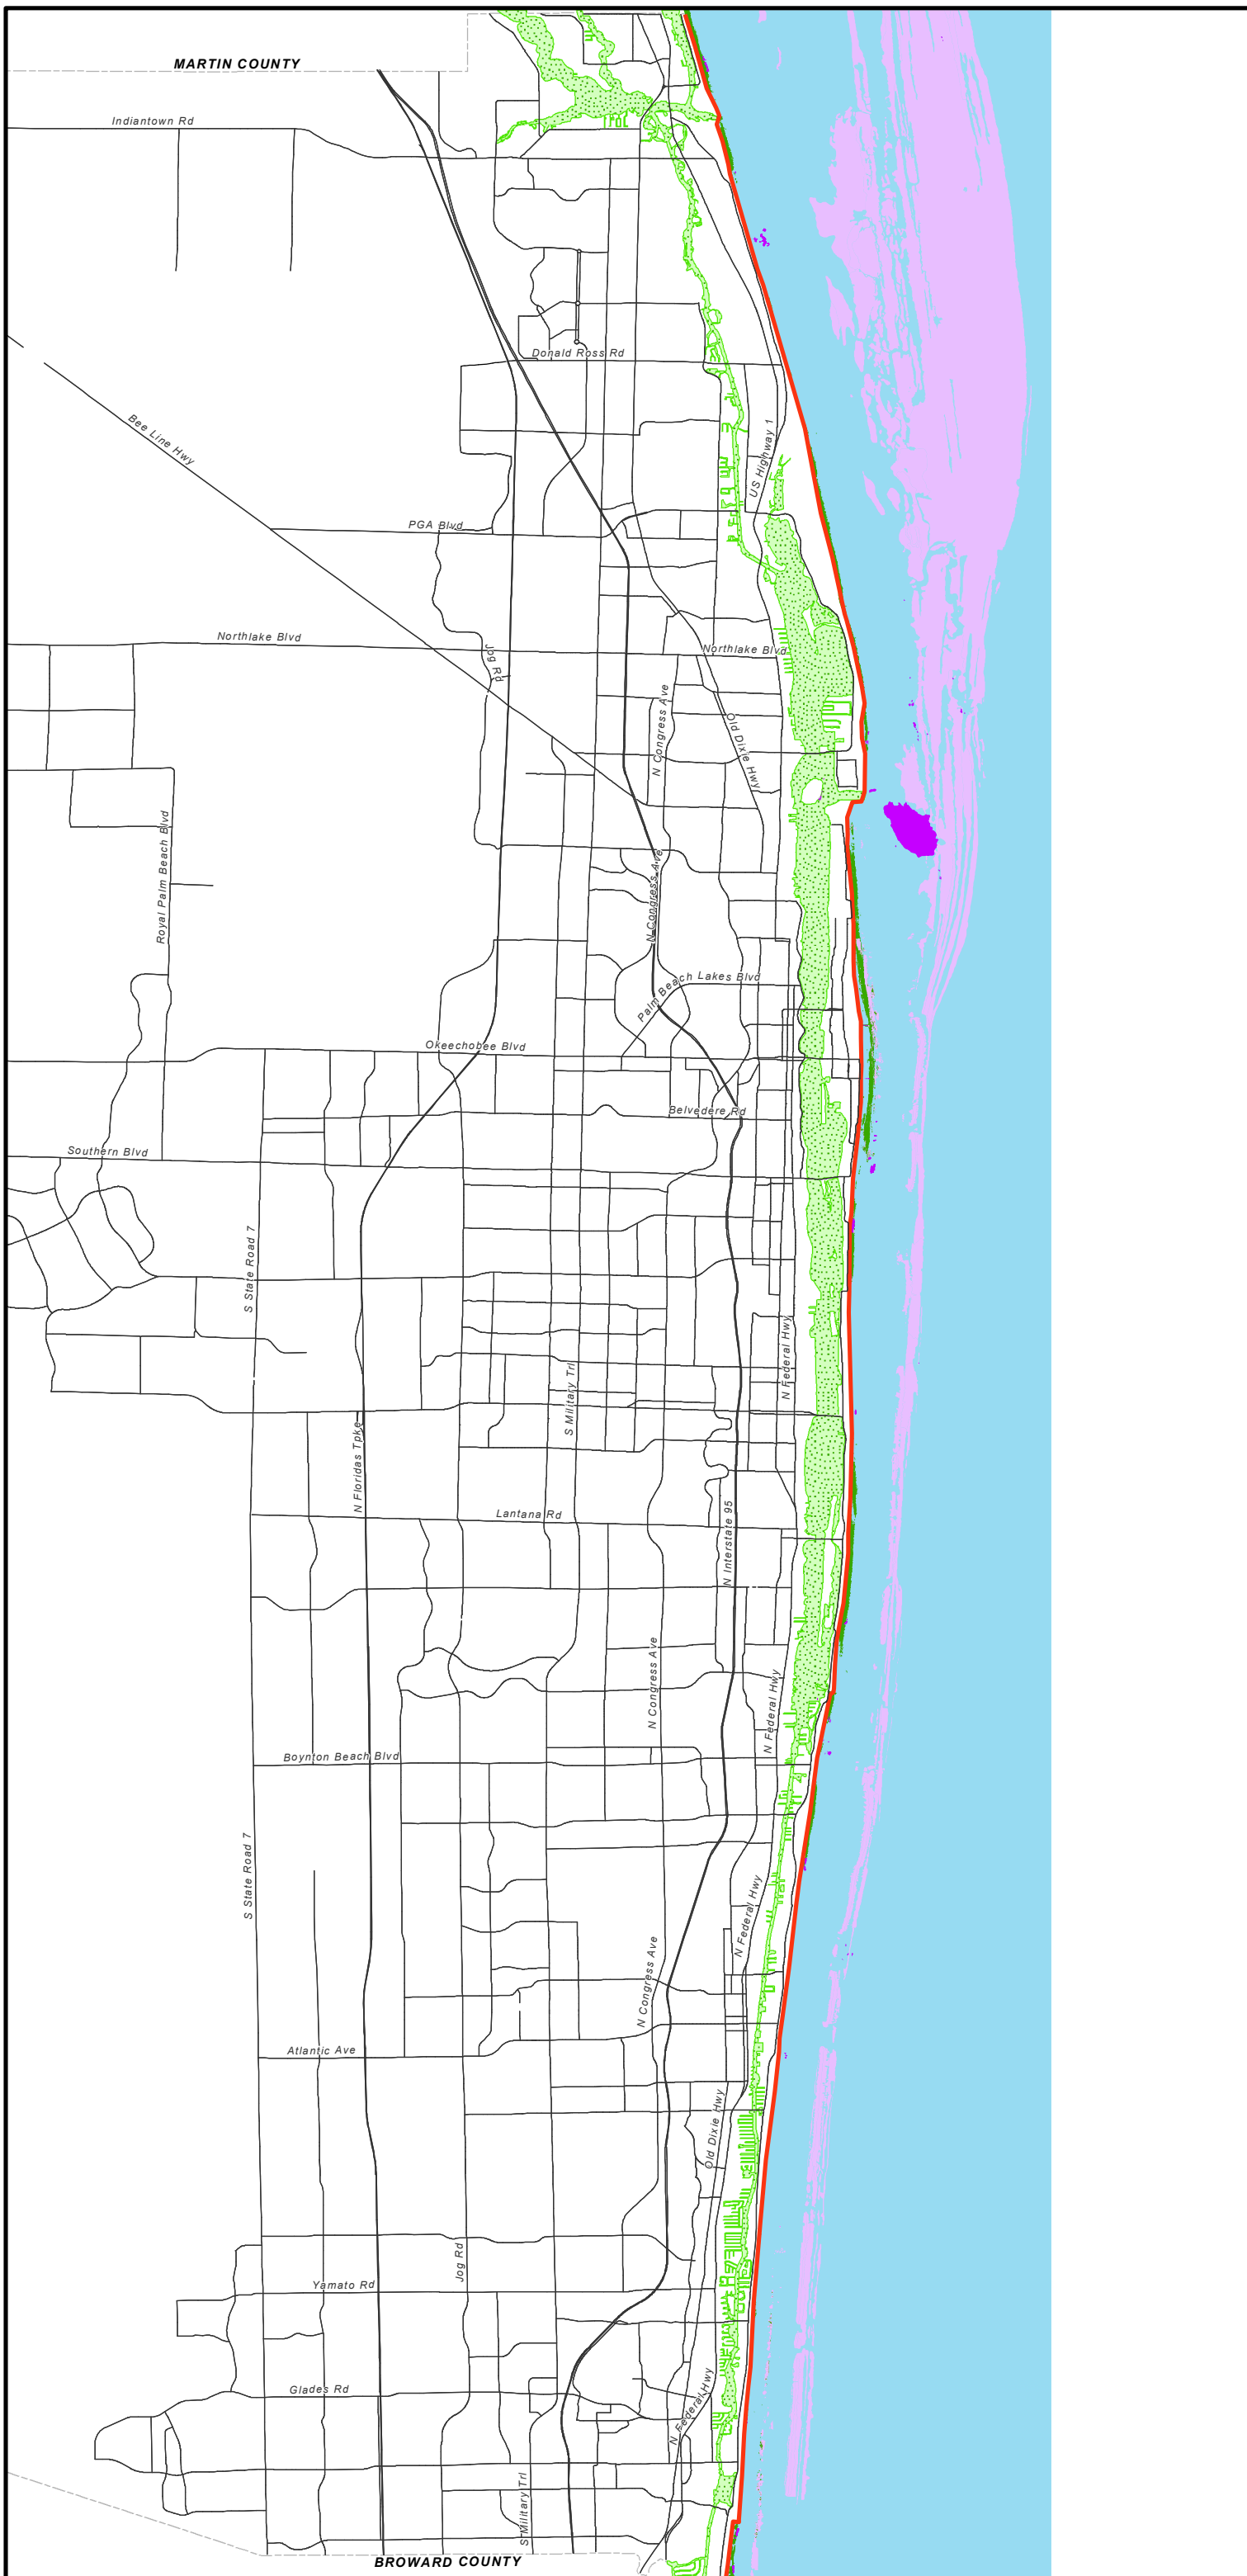 MARTIN COUNTY
Indiantown Rd
Donald Ross Rd
Bee Line Hwy
US Highway 1
PGA Blvd
Northlake Blvd
Jog Rd
Northlake Blvd
N Congress Ave
Old Dixie Hwy
Royal Palm Beach Blvd
N Congress Ave
Palm Beach Lakes Blvd
Okeechobee Blvd
Belvedere Rd
Southern Blvd
S State Road 7
N Federal Hwy
S Military Trl
N Floridas Tpke
Lantana Rd
N Interstate 95
N Congress Ave
N Federal Hwy
Boynton Beach Blvd
S State Road 7
N Federal Hwy
N Congress Ave
Atlantic Ave
Old Dixie Hwy
Jog Rd
Yamato Rd
Glades Rd
N Federal Hwy
S Military Trl
BROWARD COUNTY